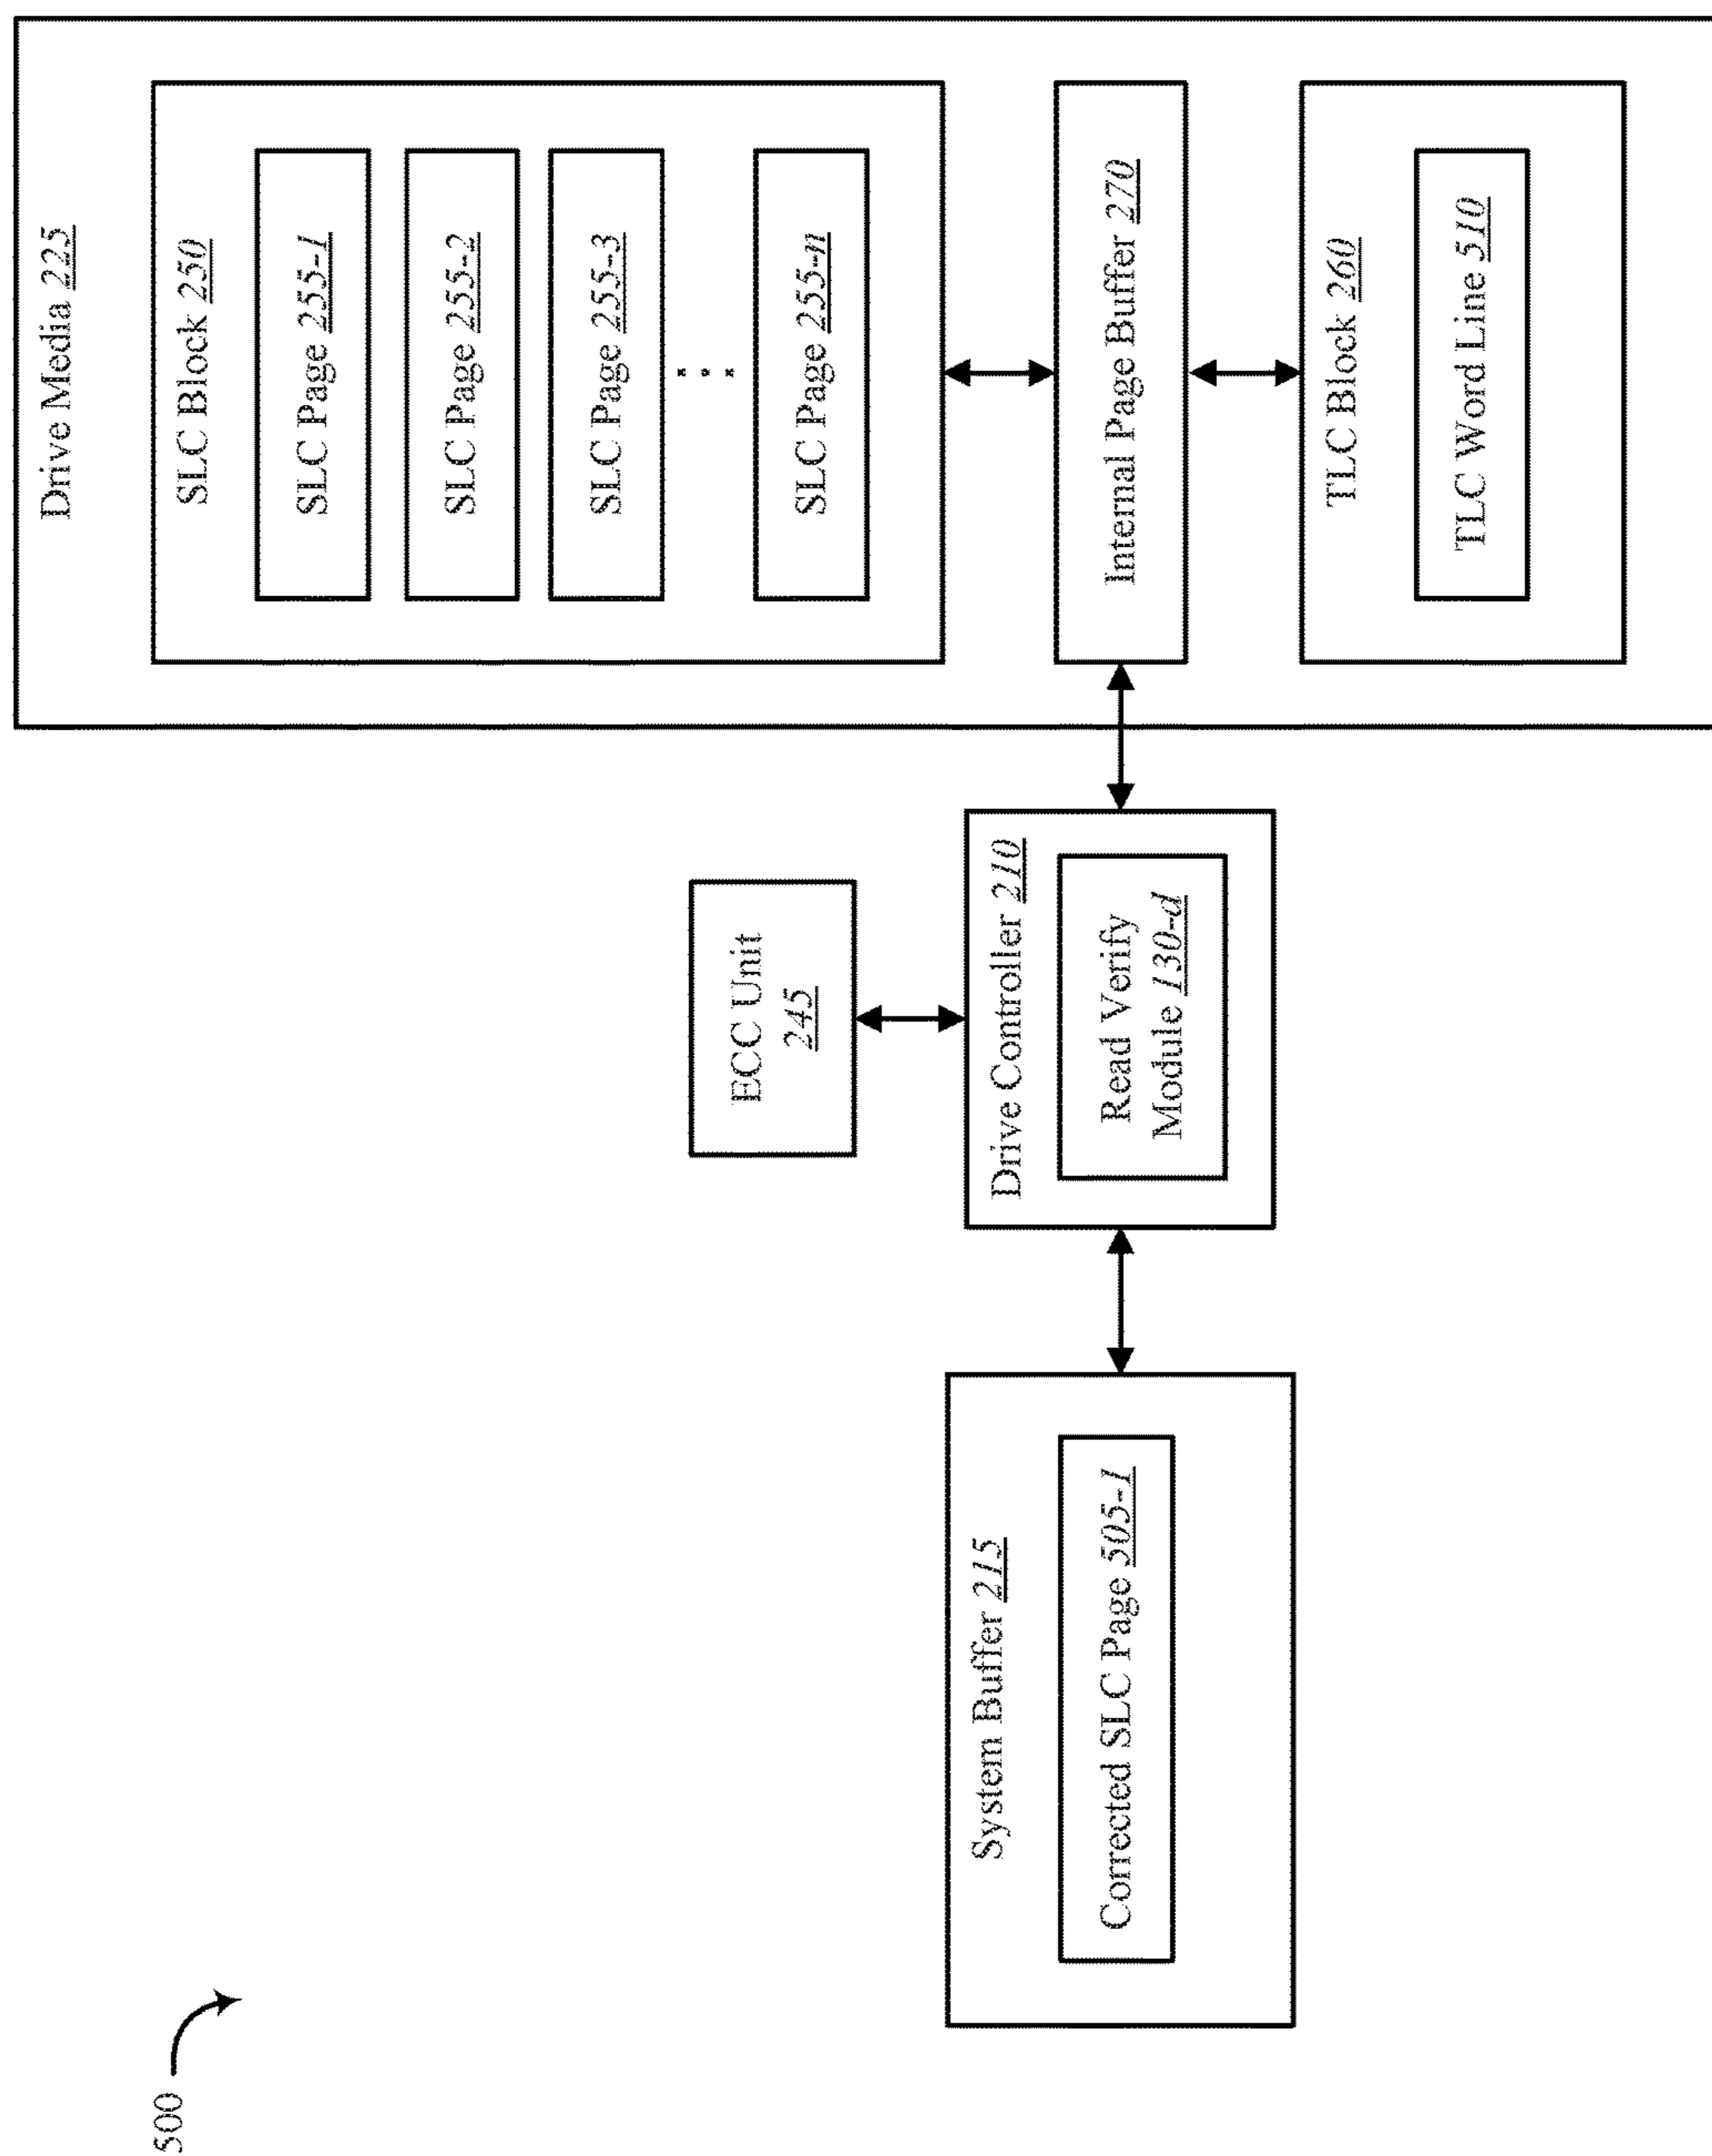 500
System Buffer 215
Corrected SLC Page 505-1
ECC Unit
245
Drive Controller 210
Read Verify
Module 130-d
Drive Media 225
SLC Block 250
SLC Page 255-1
SLC Page 255-2
SLC Page 255-3
SLC Page 255-n
Internal Page Buffer 270
TLC Block 260
TLC Word Line 510